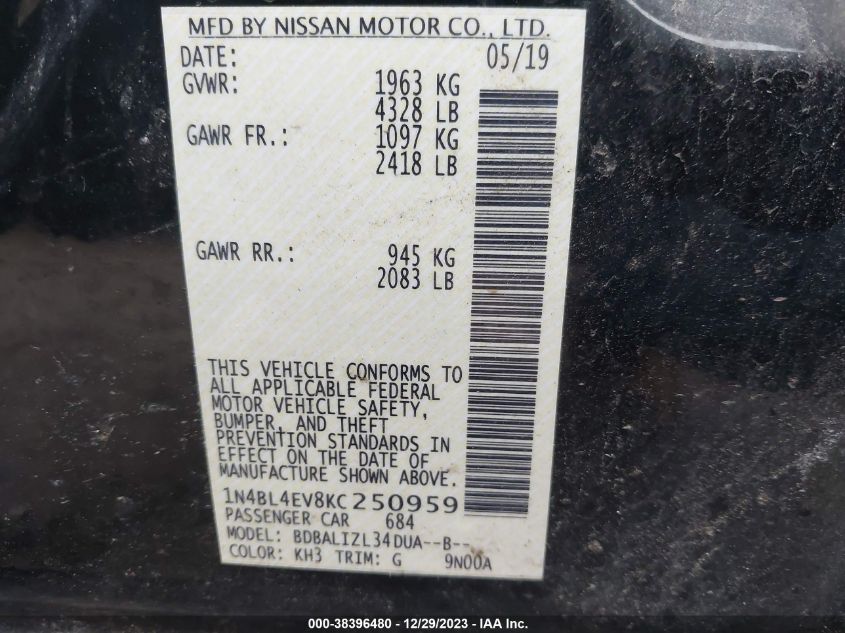 MFD BY NISSAN MOTOR CO., LTD.
DATE: 05/19
GVWR: 1963 KG
4328 LB
GAWR FR.: 1097 KG
2418 LB
GAWR RR.: 945 KG
2083 LB
THIS VEHICLE CONFORMS TO
ALL APPLICABLE FEDERAL
MOTOR VEHICLE SAFETY,
BUMPER, AND THEFT
PREVENTION STANDARDS IN
EFFECT ON THE DATE OF
MANUFACTURE SHOWN ABOVE.
1N4BL4EV8KC250959
PASSENGER CAR 684
MODEL: BDBALIZL34DUA--B--
COLOR: KH3 TRIM: G 9N00A
000-38396480 - 12/29/2023 - IAA Inc.